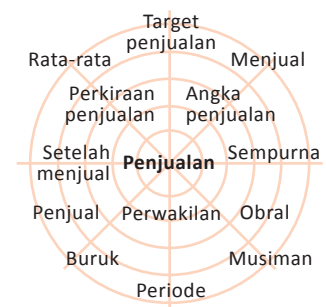 Target
penjualan
Rata-rata
Menjual
Perkiraan
penjualan
Angka
penjualan
Setelah
menjual
Penjualan
Sempurna
Penjual
Perwakilan
Obral
Buruk
Musiman
Periode